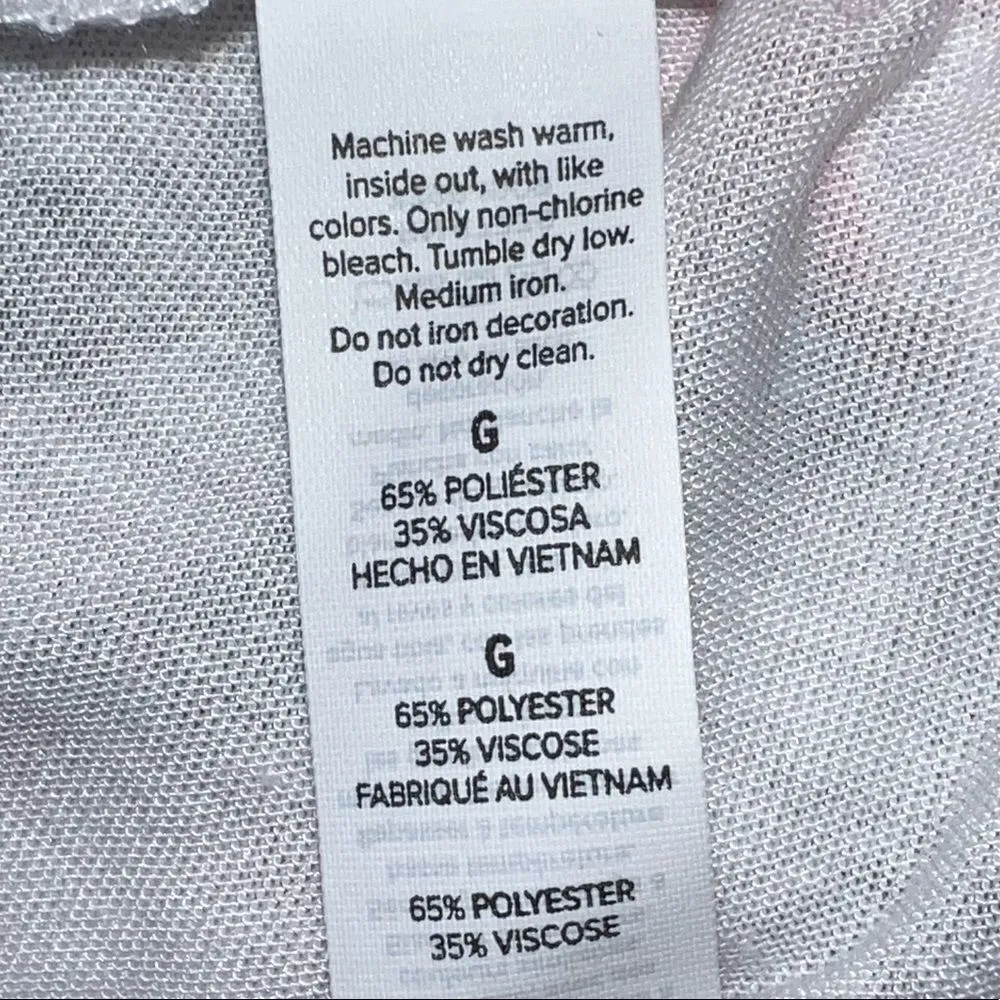 Machine wash warm,
inside out, with like
colors. Only non-chlorine
bleach. Tumble dry low.
Medium iron.
Do not iron decoration.
Do not dry clean.
G
65% POLIÉSTER
35% VISCOSA
HECHO EN VIETNAM
G
65% POLYESTER
35% VISCOSE
FABRIQUÉ AU VIETNAM
65% POLYESTER
35% VISCOSE